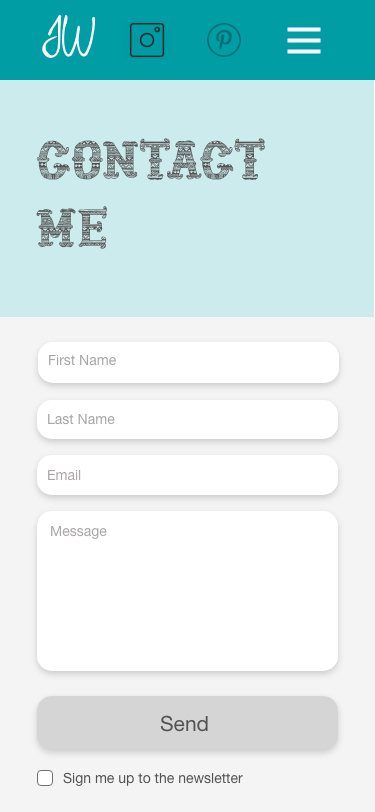 JW
CONTACT
ME
First Name
Last Name
Email
Message
Send
Sign me up to the newsletter